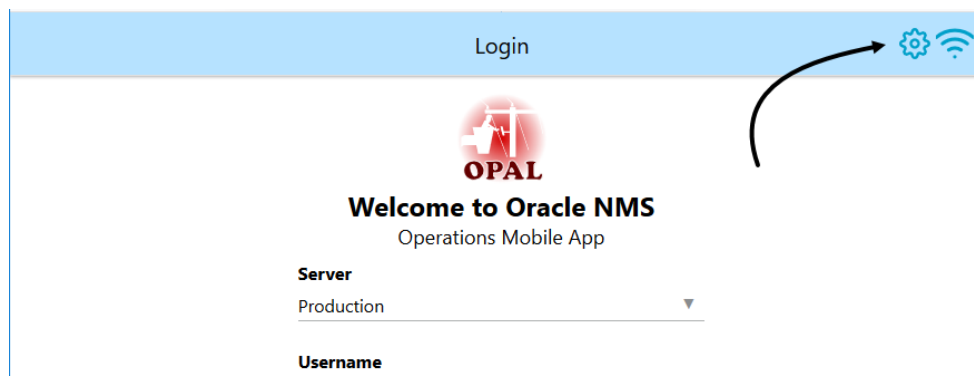 Login
OPAL
Welcome to Oracle NMS
Operations Mobile App
Server
Production
Username